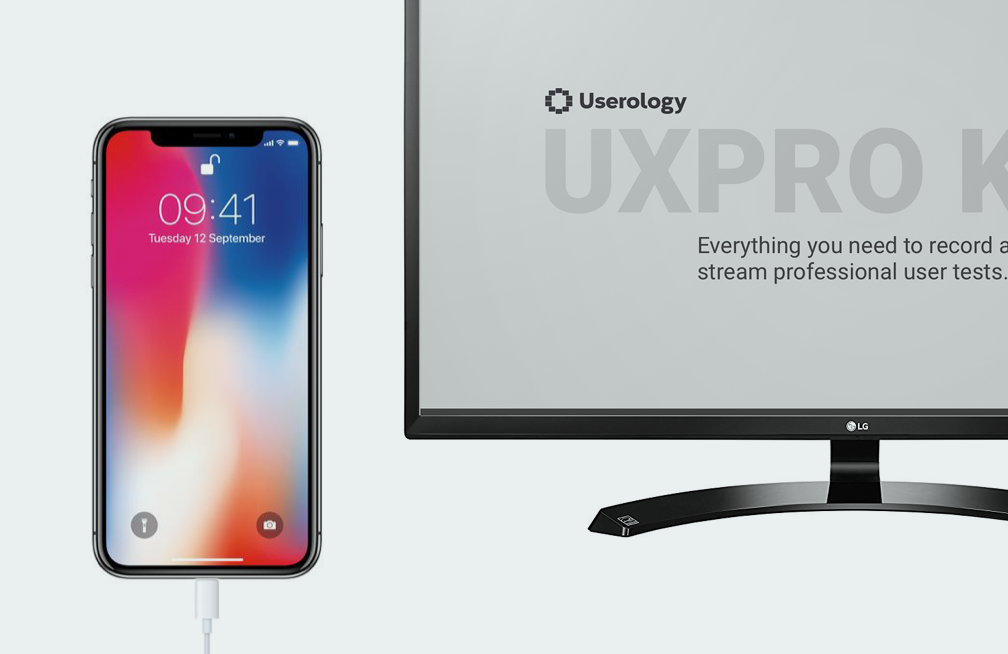 09:41
Tuesday 12 September
Userology
UXPRO K
Everything you need to record a
stream professional user tests.
LG